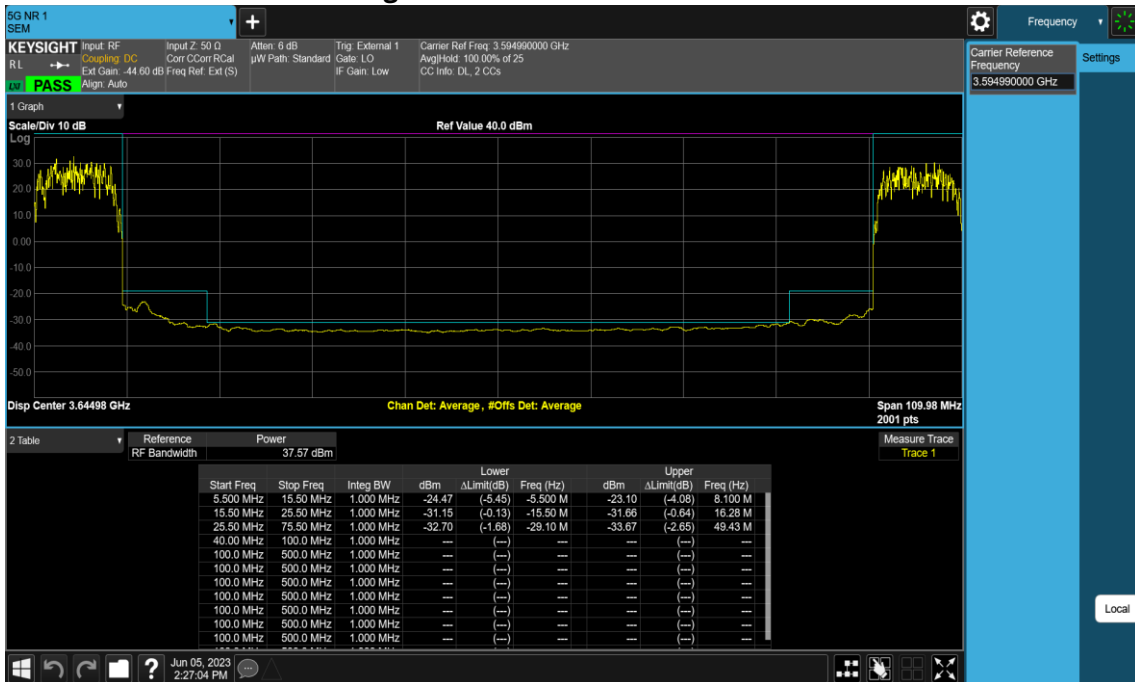 5G NR 1
SEM
+
Frequency
KEYSIGHT
RL
LXI
PASS
Input: RF
Coupling: DC
Ext Gain: -44.60 dB
Align: Auto
Input Z: 50 Ω
Corr CCorr RCal
Freq Ref: Ext (S)
Atten: 6 dB
µW Path: Standard
Trig: External 1
Gate: LO
IF Gain: Low
Carrier Ref Freq: 3.594990000 GHz
Avg|Hold: 100.00% of 25
CC Info: DL, 2 CCs
Carrier Reference
Frequency
3.594990000 GHz
Settings
1 Graph
Scale/Div 10 dB
Ref Value 40.0 dBm
Log
30.0
20.0
10.0
0.00
-10.0
-20.0
-30.0
-40.0
-50.0
Disp Center 3.64498 GHz
Chan Det: Average, #Offs Det: Average
Span 109.98 MHz
2001 pts
2 Table
Reference Power
RF Bandwidth 37.57 dBm
Measure Trace
Trace 1
Lower Upper
Start Freq Stop Freq Integ BW dBm ΔLimit(dB) Freq (Hz) dBm ΔLimit(dB) Freq (Hz)
5.500 MHz 15.50 MHz 1.000 MHz -24.47 (-5.45) -5.500 M -23.10 (-4.08) 8.100 M
15.50 MHz 25.50 MHz 1.000 MHz -31.15 (-0.13) -15.50 M -31.66 (-0.64) 16.28 M
25.50 MHz 75.50 MHz 1.000 MHz -32.70 (-1.68) -29.10 M -33.67 (-2.65) 49.43 M
40.00 MHz 100.0 MHz 1.000 MHz --- (---) --- --- (---) ---
100.0 MHz 500.0 MHz 1.000 MHz --- (---) --- --- (---) ---
100.0 MHz 500.0 MHz 1.000 MHz --- (---) --- --- (---) ---
100.0 MHz 500.0 MHz 1.000 MHz --- (---) --- --- (---) ---
100.0 MHz 500.0 MHz 1.000 MHz --- (---) --- --- (---) ---
100.0 MHz 500.0 MHz 1.000 MHz --- (---) --- --- (---) ---
100.0 MHz 500.0 MHz 1.000 MHz --- (---) --- --- (---) ---
Local
?
Jun 05, 2023
2:27:04 PM